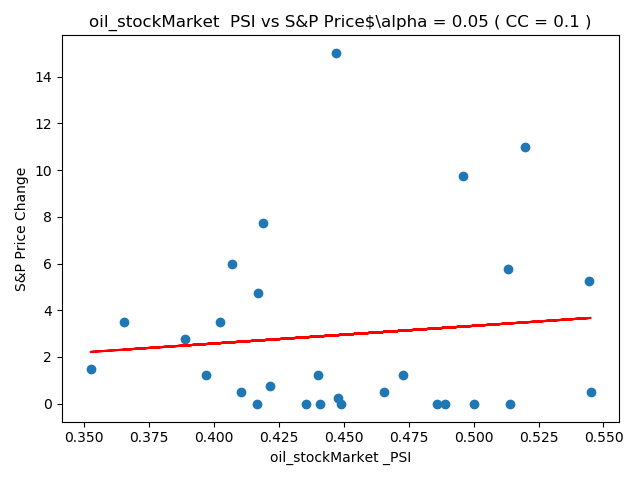 oil_stockMarket  PSI vs S&P Price$\alpha = 0.05 ( CC = 0.1 )
S&P Price Change
14
12
10
8
6
4
2
0
0.350 0.375 0.400 0.425 0.450 0.475 0.500 0.525 0.550
oil_stockMarket _PSI